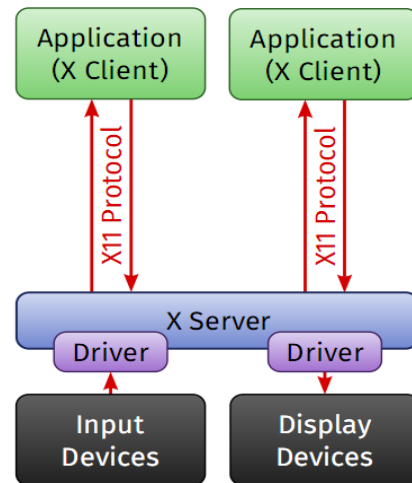 Application
(X Client)
Application
(X Client)
X11 Protocol
X11 Protocol
X Server
Driver
Driver
Input
Devices
Display
Devices